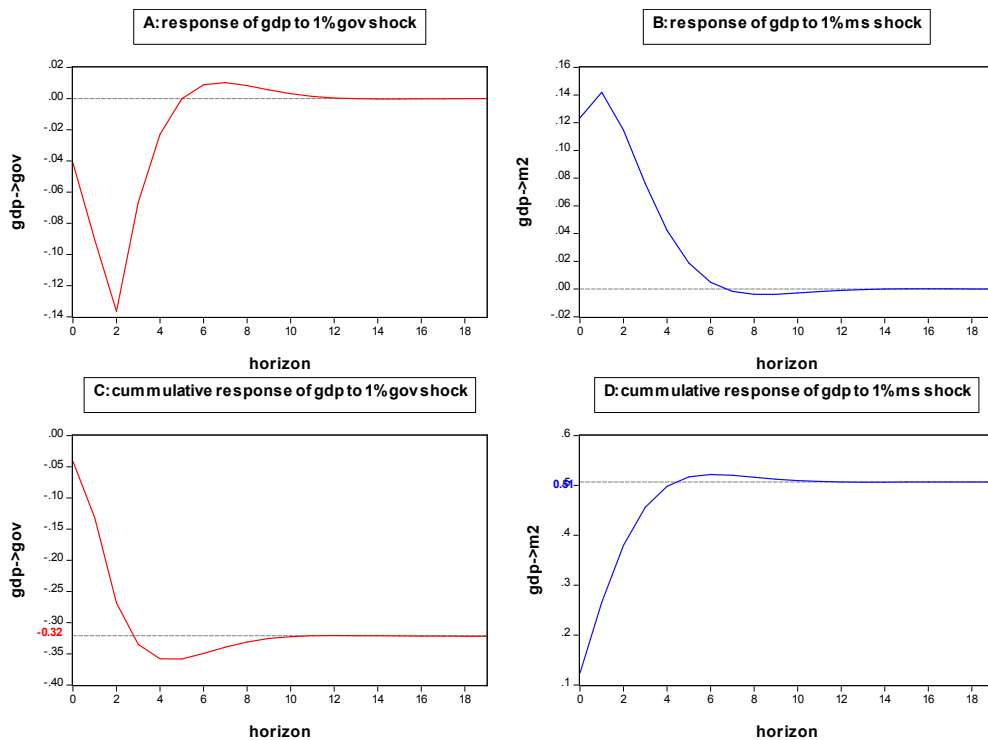 A: response of gdp to 1% gov shock
B: response of gdp to 1% ms shock
.02
.00
-.02
-.04
-.06
-.08
-.10
-.12
-.14
gdp->gov
0 2 4 6 8 10 12 14 16 18
horizon
.16
.14
.12
.10
.08
.06
.04
.02
.00
-.02
gdp->m2
0 2 4 6 8 10 12 14 16 18
horizon
C: cummulative response of gdp to 1% gov shock
D: cummulative response of gdp to 1% ms shock
.00
-.05
-.10
-.15
-.20
-.25
-.30
-0.32
-.35
-.40
gdp->gov
0 2 4 6 8 10 12 14 16 18
horizon
.6
.5
0.51
.4
.3
.2
.1
gdp->m2
0 2 4 6 8 10 12 14 16 18
horizon